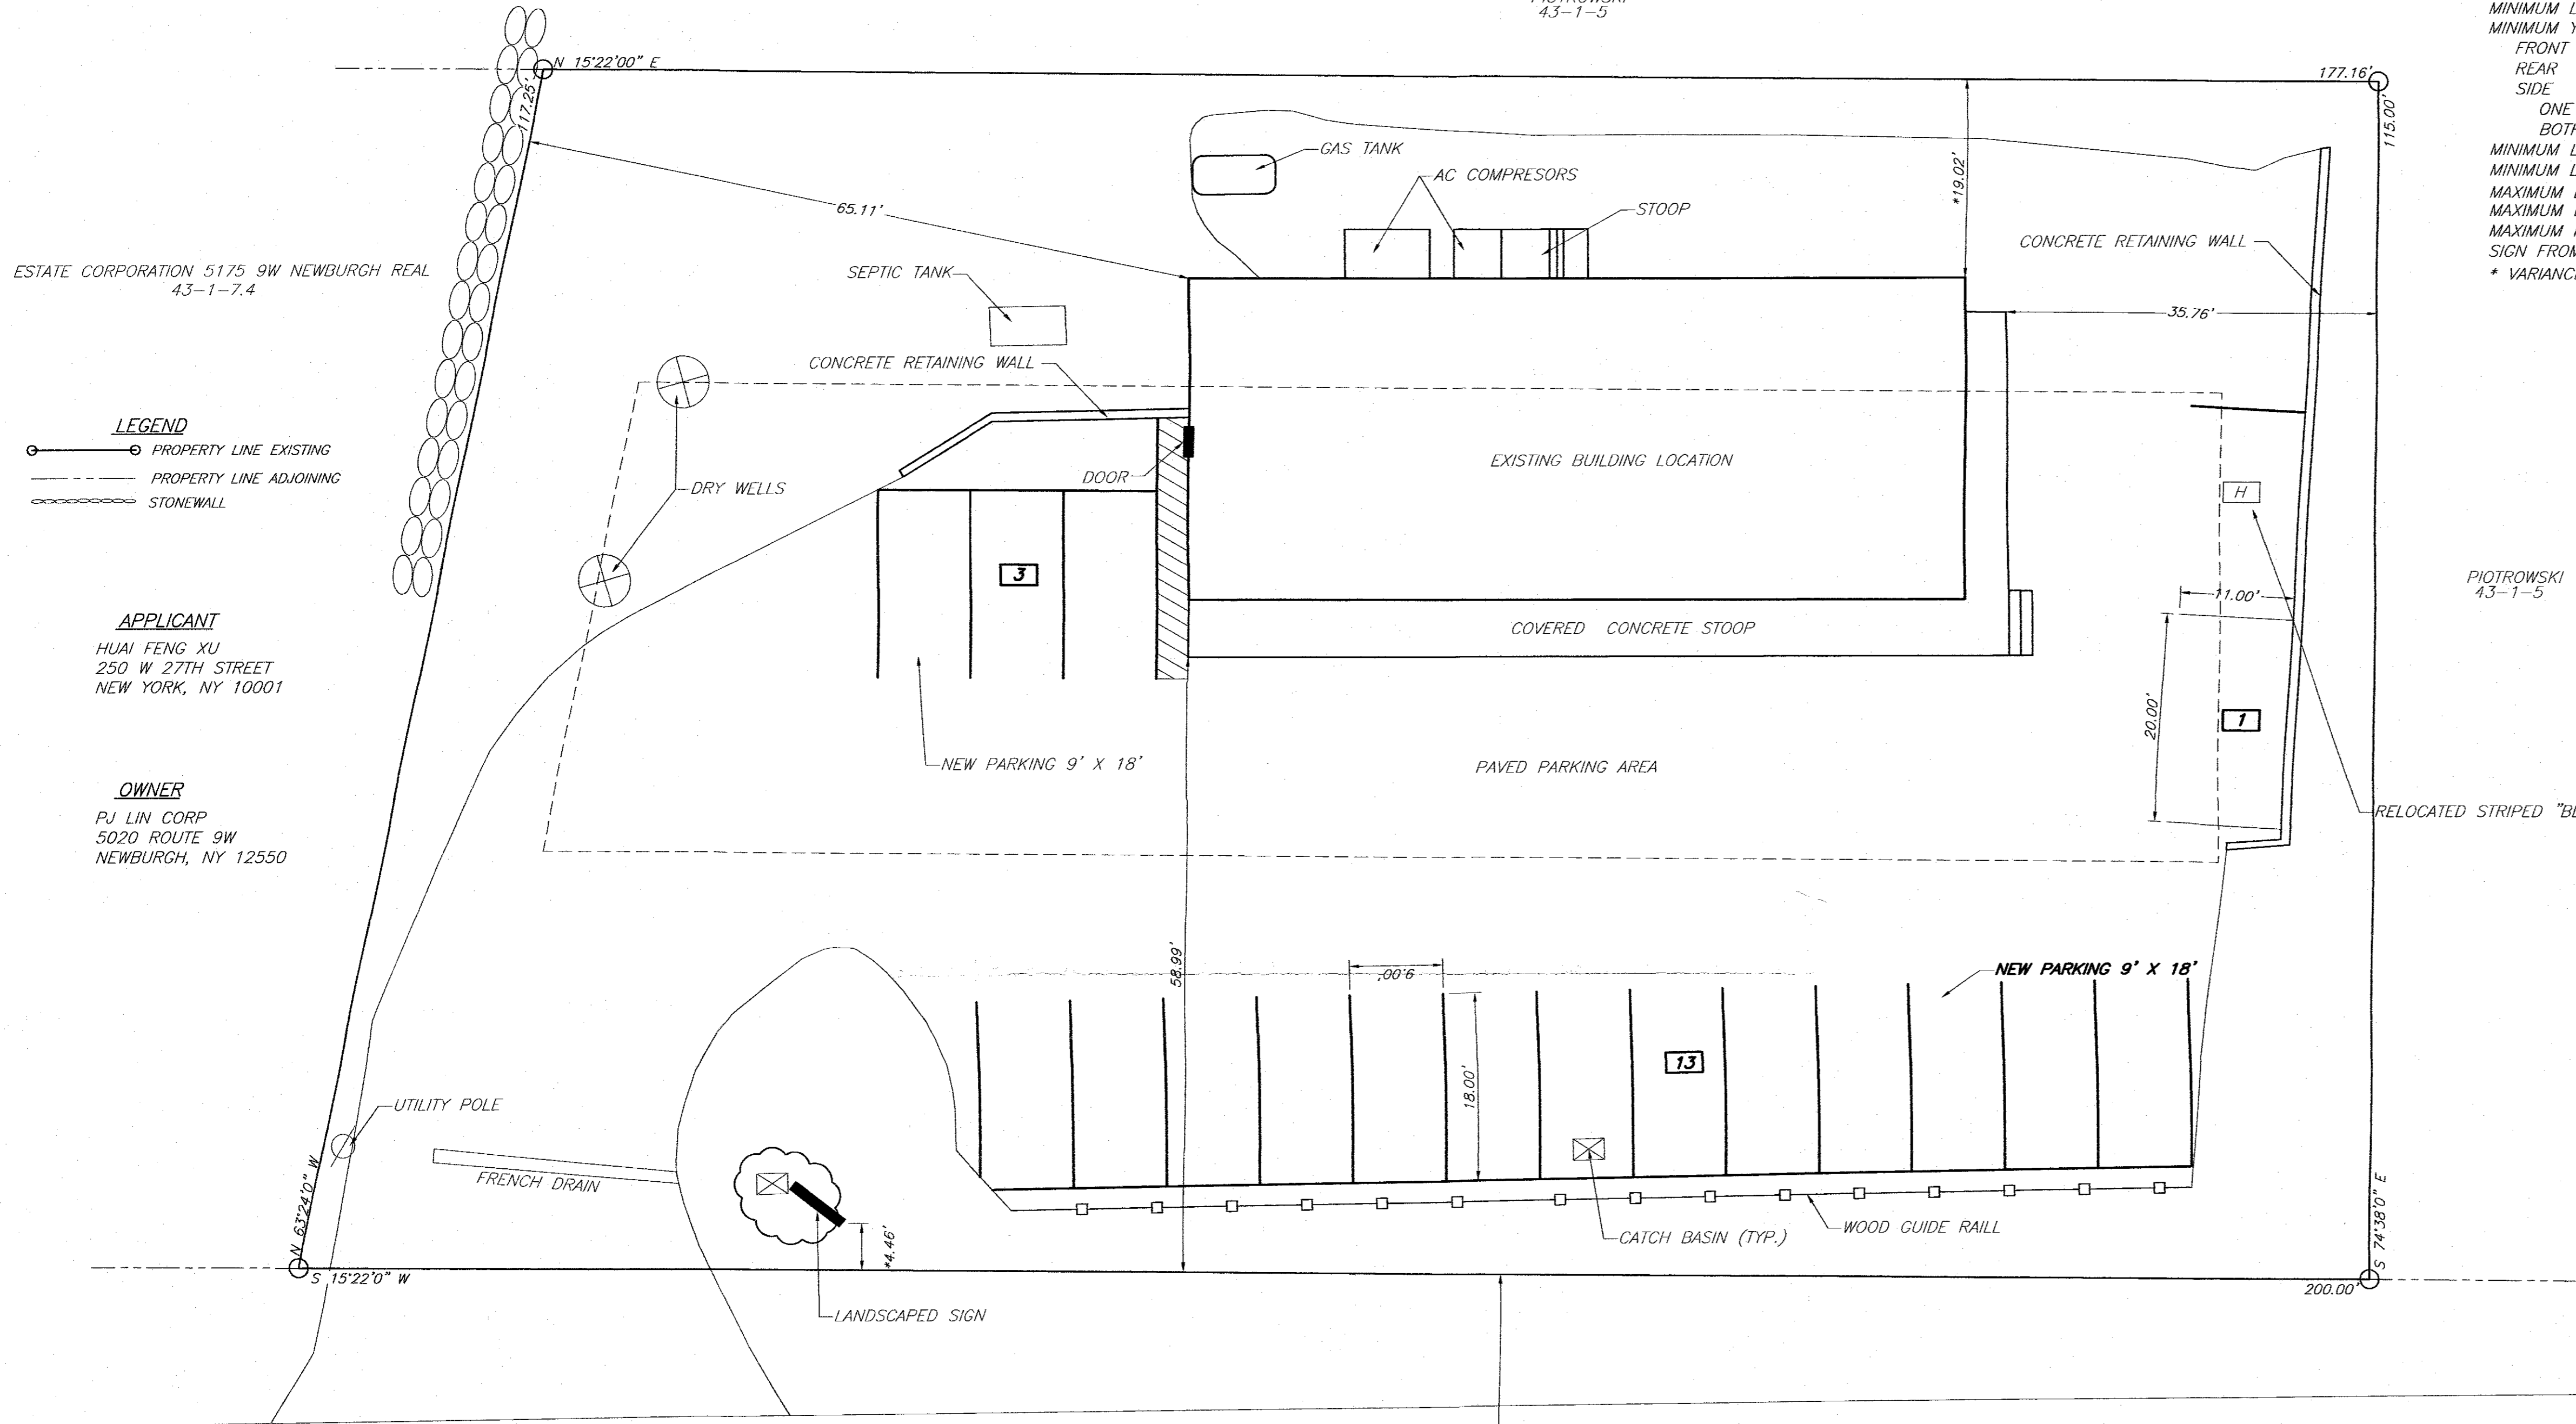 43-1-5
MINIMUM
MINIMUM
FRONT
REAR
SIDE
ONE
BOTH
MINIMUM
MINIMUM
MAXIMUM
MAXIMUM
MAXIMUM
SIGN FROM
* VARIANC
N 15°22'00" E
177.16'
117.25'
115.00'
GAS TANK
AC COMPRESORS
STOOP
*19.02'
65.11'
CONCRETE RETAINING WALL
ESTATE CORPORATION 5175 9W NEWBURGH REAL
43-1-7.4
SEPTIC TANK
35.76'
CONCRETE RETAINING WALL
LEGEND
PROPERTY LINE EXISTING
PROPERTY LINE ADJOINING
STONEWALL
DOOR
DRY WELLS
EXISTING BUILDING LOCATION
H
3
PIOTROWSKI
43-1-5
11.00'
APPLICANT
HUAI FENG XU
250 W 27TH STREET
NEW YORK, NY 10001
COVERED CONCRETE STOOP
20.00'
1
NEW PARKING 9' X 18'
PAVED PARKING AREA
OWNER
PJ LIN CORP
5020 ROUTE 9W
NEWBURGH, NY 12550
RELOCATED STRIPED "BL
58.99'
9.00'
NEW PARKING 9' X 18'
18.00'
13
UTILITY POLE
FRENCH DRAIN
N 63°24'0" W
*4.46'
CATCH BASIN (TYP.)
WOOD GUIDE RAILL
S 74°38'0" E
S 15°22'0" W
200.00'
LANDSCAPED SIGN